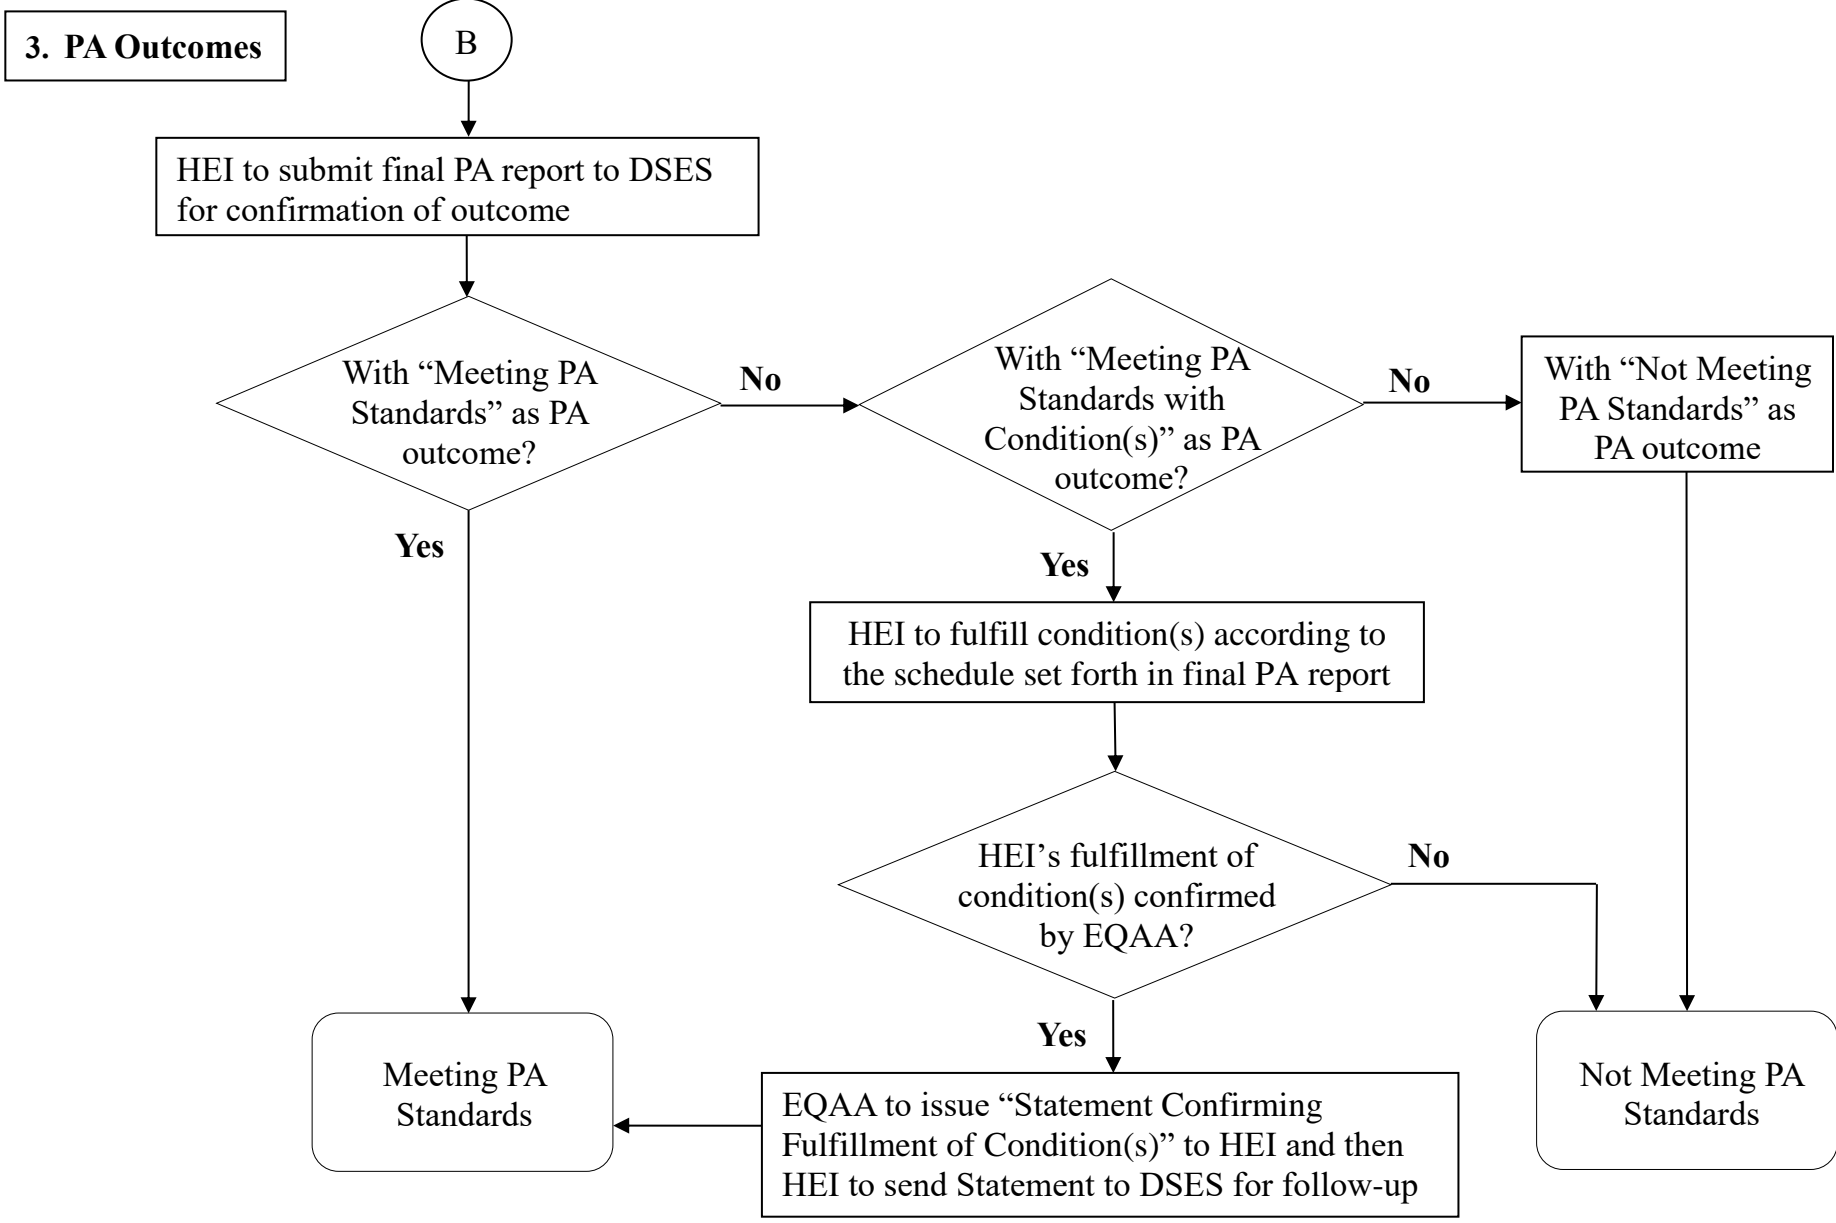 3. PA Outcomes
B
HEI to submit final PA report to DSES
for confirmation of outcome
With “Meeting PA
Standards” as PA
outcome?
No
With “Meeting PA
Standards with
Condition(s)” as PA
outcome?
No
With “Not Meeting
PA Standards” as
PA outcome
Yes
Yes
HEI to fulfill condition(s) according to
the schedule set forth in final PA report
HEI’s fulfillment of
condition(s) confirmed
by EQAA?
No
Yes
Meeting PA
Standards
EQAA to issue “Statement Confirming
Fulfillment of Condition(s)” to HEI and then
HEI to send Statement to DSES for follow-up
Not Meeting PA
Standards